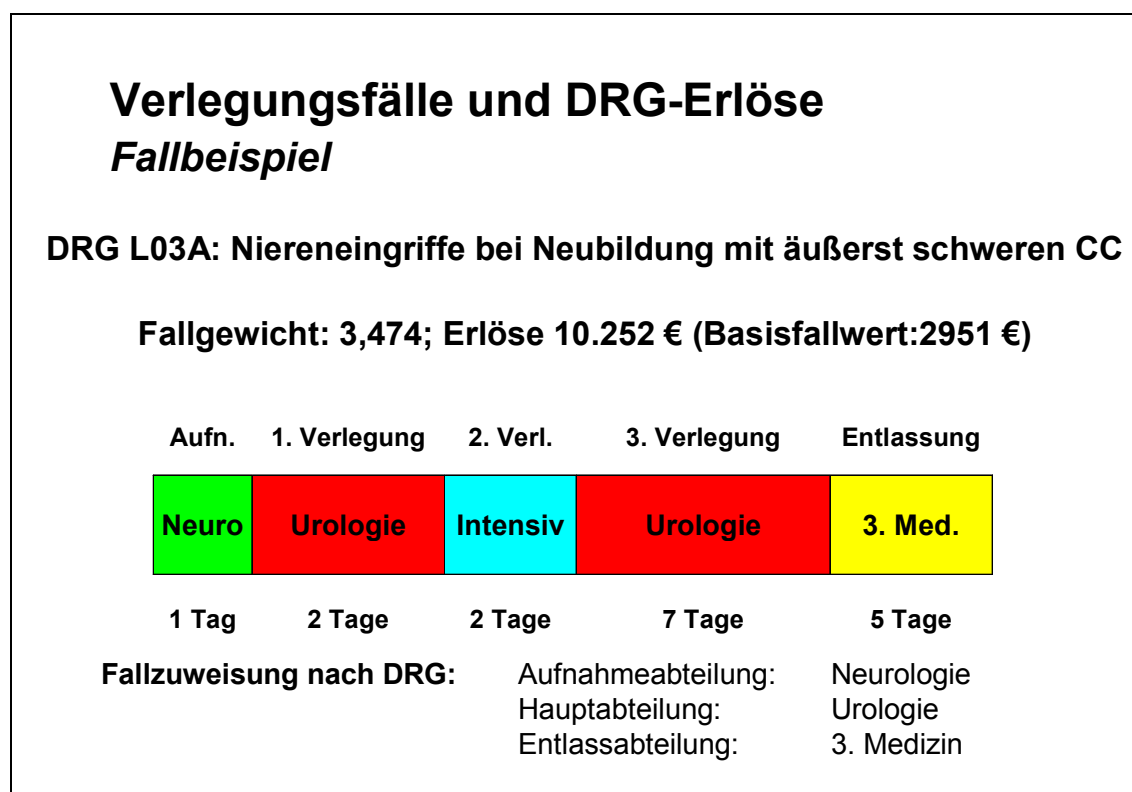 Verlegungsfälle und DRG-Erlöse
Fallbeispiel
DRG L03A: Niereneingriffe bei Neubildung mit äußerst schweren CC
Fallgewicht: 3,474; Erlöse 10.252 € (Basisfallwert:2951 €)
Aufn. 1. Verlegung 2. Verl. 3. Verlegung Entlassung
Neuro Urologie Intensiv Urologie 3. Med.
1 Tag 2 Tage 2 Tage 7 Tage 5 Tage
Fallzuweisung nach DRG: Aufnahmeabteilung: Neurologie
Hauptabteilung: Urologie
Entlassabteilung: 3. Medizin